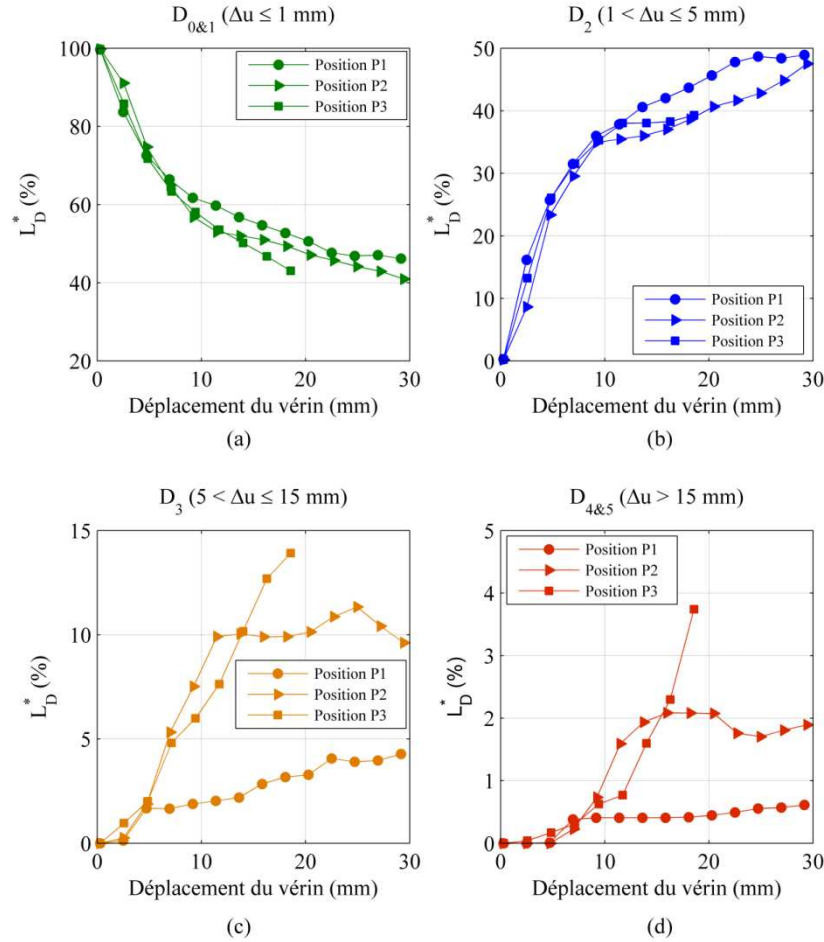 D0&1 (Δu ≤ 1 mm)
100
80
60
40
20
L*D (%)
Position P1
Position P2
Position P3
0
10
20
30
Déplacement du vérin (mm)
(a)
D2 (1 < Δu ≤ 5 mm)
50
40
30
20
10
0
L*D (%)
Position P1
Position P2
Position P3
0
10
20
30
Déplacement du vérin (mm)
(b)
D3 (5 < Δu ≤ 15 mm)
15
10
5
0
L*D (%)
Position P1
Position P2
Position P3
0
10
20
30
Déplacement du vérin (mm)
(c)
D4&5 (Δu > 15 mm)
5
4
3
2
1
0
L*D (%)
Position P1
Position P2
Position P3
0
10
20
30
Déplacement du vérin (mm)
(d)